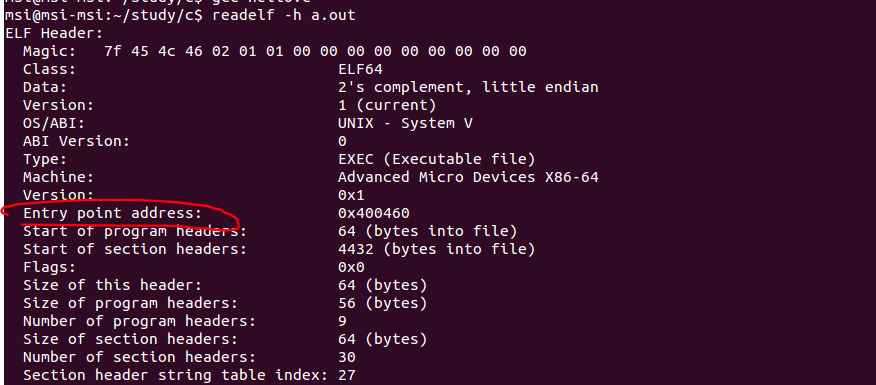 msi@msi-msi:~/study/c$ readelf -h a.out
ELF Header:
  Magic:   7f 45 4c 46 02 01 01 00 00 00 00 00 00 00 00 00
  Class:                             ELF64
  Data:                              2's complement, little endian
  Version:                           1 (current)
  OS/ABI:                            UNIX - System V
  ABI Version:                       0
  Type:                              EXEC (Executable file)
  Machine:                           Advanced Micro Devices X86-64
  Version:                           0x1
  Entry point address:               0x400460
  Start of program headers:          64 (bytes into file)
  Start of section headers:          4432 (bytes into file)
  Flags:                             0x0
  Size of this header:               64 (bytes)
  Size of program headers:           56 (bytes)
  Number of program headers:         9
  Size of section headers:           64 (bytes)
  Number of section headers:         30
  Section header string table index: 27